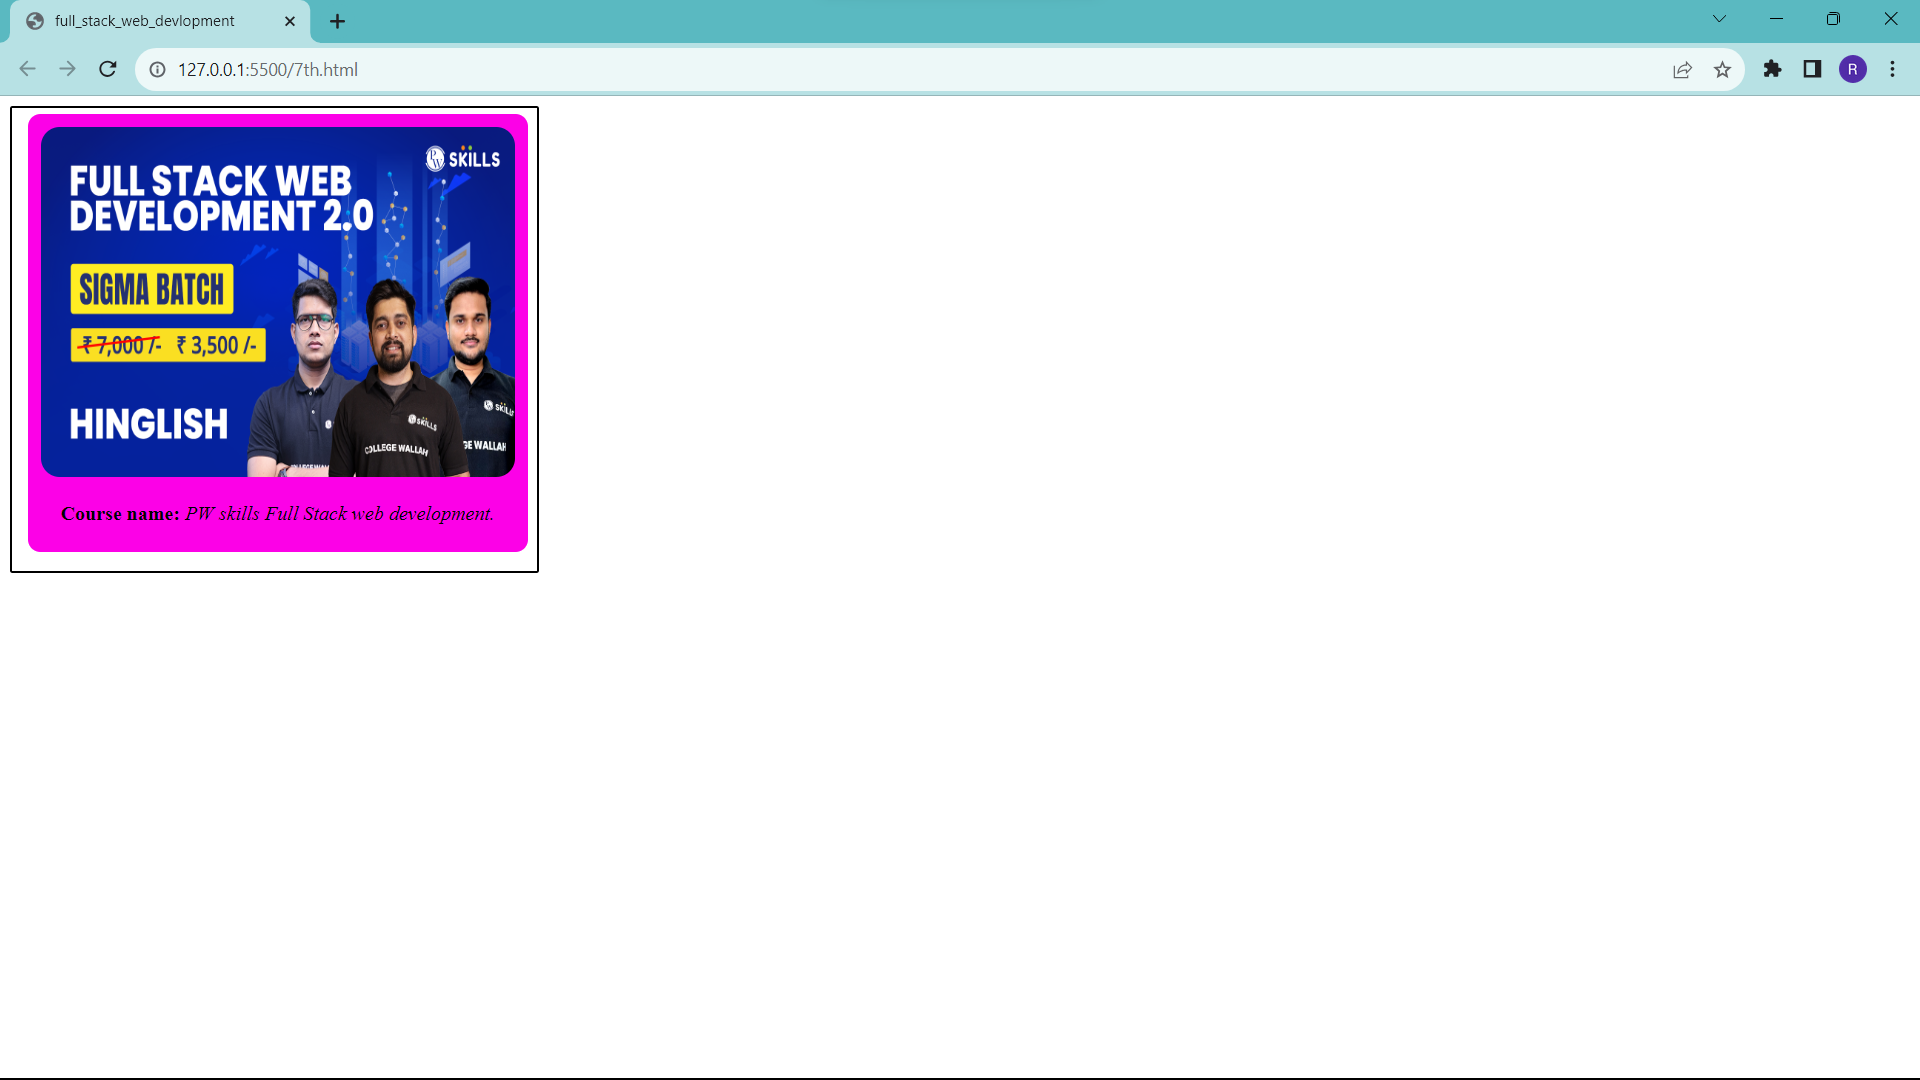 full_stack_web_devlopment
127.0.0.1:5500/7th.html
R
PW SKILLS
FULL STACK WEB
DEVELOPMENT 2.0
SIGMA BATCH
₹ 7,000 /- ₹ 3,500 /-
HINGLISH
SKILLS
COLLEGE WALLAH
SKILLS
GE WALLAH
Course name: PW skills Full Stack web development.